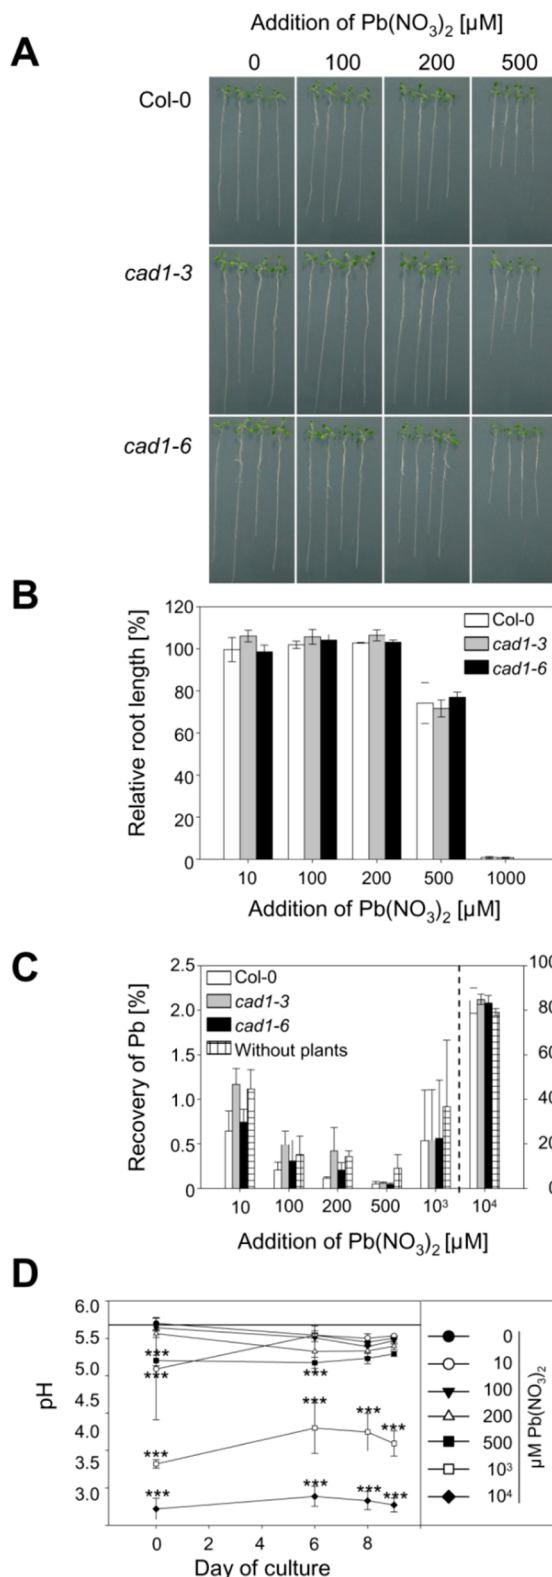 Addition of Pb(NO3)2 [µM]
A
0 100 200 500
Col-0
cad1-3
cad1-6
B
120
100
80
60
40
20
0
Relative root length [%]
Col-0
cad1-3
cad1-6
10 100 200 500 1000
Addition of Pb(NO3)2 [µM]
C
2.5
2.0
1.5
1.0
0.5
0
Recovery of Pb [%]
Col-0
cad1-3
cad1-6
Without plants
80
60
40
20
10 100 200 500 10³ 10⁴
Addition of Pb(NO3)2 [µM]
D
6.0
5.5
5.0
4.5
4.0
3.5
3.0
pH
*** *** *** *** *** *** *** *** *** *** ***
0
10
100
200
500
10³
10⁴
µM Pb(NO3)2
0 2 4 6 8
Day of culture